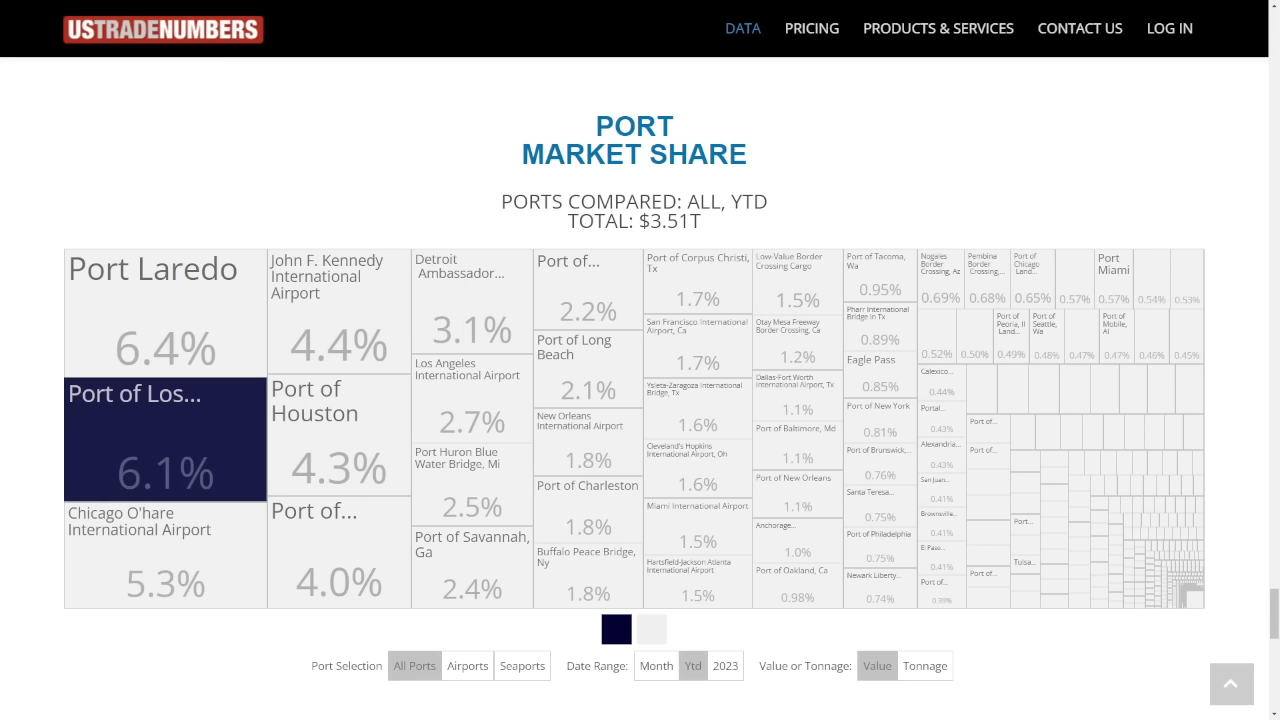 USTRADENUMBERS
DATA PRICING PRODUCTS & SERVICES CONTACT US LOG IN
PORT
MARKET SHARE
PORTS COMPARED: ALL, YTD
TOTAL: $3.51T
Port Laredo
6.4%
Port of Los...
6.1%
Chicago O'hare
International Airport
5.3%
John F. Kennedy
International
Airport
4.4%
Port of
Houston
4.3%
Port of...
4.0%
Detroit
Ambassador...
3.1%
Los Angeles
International Airport
2.7%
Port Huron Blue
Water Bridge, Mi
2.5%
Port of Savannah,
Ga
2.4%
Port of...
2.2%
Port of Long
Beach
2.1%
New Orleans
International Airport
1.8%
Port of Charleston
1.8%
Buffalo Peace Bridge,
Ny
1.8%
Port of Corpus Christi,
Tx
1.7%
San Francisco International
Airport, Ca
1.7%
Ysleta-Zaragoza International
Bridge, Tx
1.6%
Cleveland's Hopkins
International Airport, Oh
1.6%
Miami International Airport
1.5%
Hartsfield-Jackson Atlanta
International Airport
1.5%
Low-Value Border
Crossing Cargo
1.5%
Otay Mesa Freeway
Border Crossing, Ca
1.2%
Dallas-Fort Worth
International Airport, Tx
1.1%
Port of Baltimore, Md
1.1%
Port of New Orleans
1.1%
Anchorage...
1.0%
Port of Oakland, Ca
0.98%
Port of Tacoma,
Wa
0.95%
Pharr International
Bridge in Tx
0.89%
Eagle Pass
0.85%
Port of New York
0.81%
Port of Brunswick,...
0.76%
Santa Teresa...
0.75%
Port of Philadelphia
0.75%
Newark Liberty...
0.74%
Nogales
Border
Crossing, Az
0.69%
Pembina
Border
Crossing,...
0.68%
Port of
Chicago
Land...
0.65%
0.57%
Port
Miami
0.57%
0.54%
0.53%
0.52%
0.50%
Port of
Peoria, Il
Land...
0.49%
Port of
Seattle,
Wa
0.48%
0.47%
Port of
Mobile,
Al
0.47%
0.46%
0.45%
Calexico...
0.44%
Portal...
0.43%
Alexandria...
0.43%
San Juan...
0.41%
Brownsville...
0.41%
El Paso...
0.41%
Port of...
0.39%
Port of...
Port of...
Port of...
Port...
Tulsa...
Port Selection All Ports Airports Seaports Date Range: Month Ytd 2023 Value or Tonnage: Value Tonnage